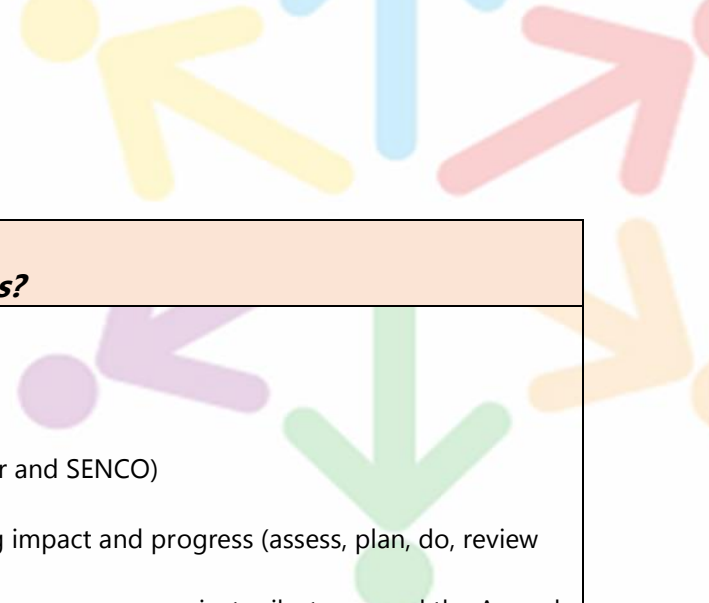 s?
r and SENCO)
g impact and progress (assess, plan, do, review